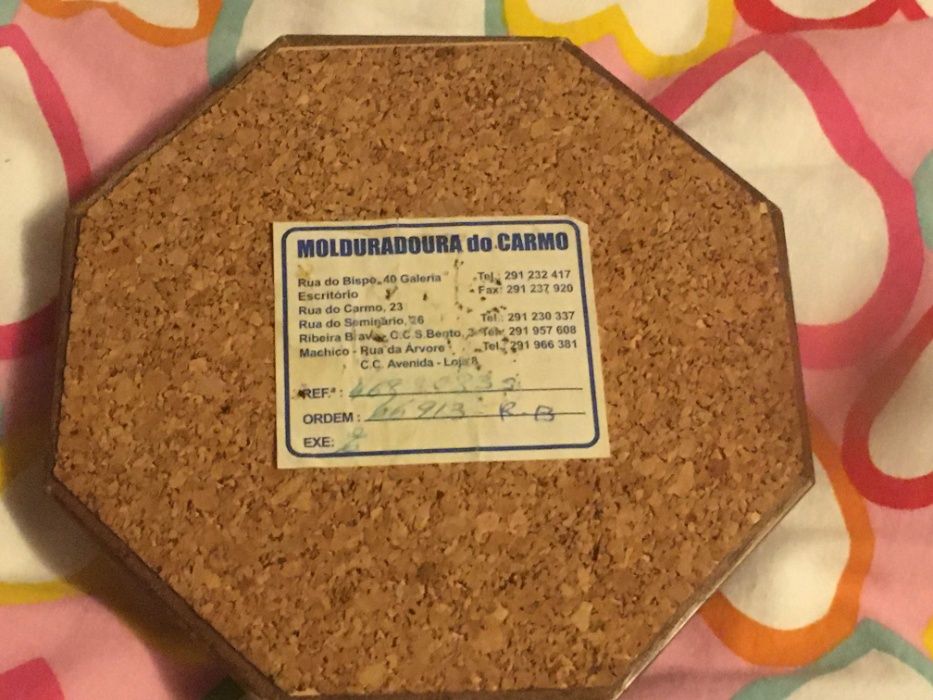 MOLDURADOURA do CARMO
Rua do Bispo, 40 Galeria Tel.: 291 232 417
Escritório Fax: 291 237 920
Rua do Carmo, 23
Rua do Seminário, 26 Tel.: 291 230 337
Ribeira Brava - C.C.S.Bento, Tel: 291 957 608
Machico - Rua da Árvore Tel.: 291 966 381
C.C. Avenida - Loja
REF.ª :
ORDEM : 66913 R-B
EXE: